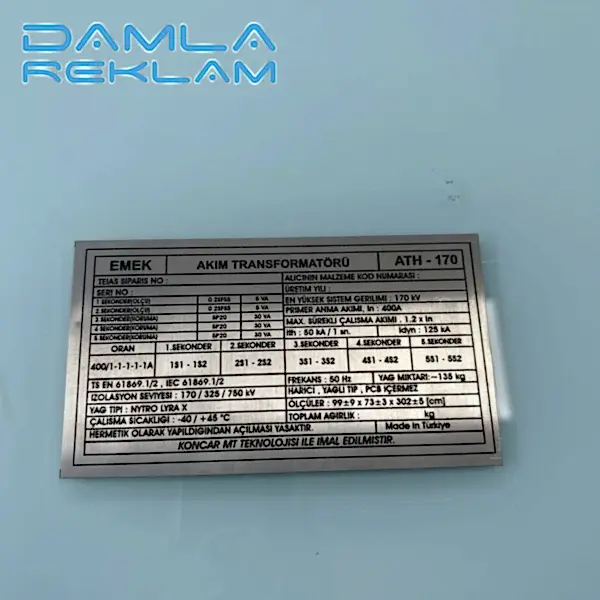 DAMLA
REKLAM
EMEK AKIM TRANSFORMATÖRÜ ATH - 170
TEIAS SIPARIS NO : ALICININ MALZEME KOD NUMARASI :
SERI NO : ÜRETIM YILI :
1. SEKONDER(ÖLÇÜ) 0.2SFS5 5 VA EN YÜKSEK SISTEM GERILIMI : 170 kV
2. SEKONDER(ÖLÇÜ) 0.2SFS5 5 VA PRIMER ANMA AKIMI, In : 400A
3. SEKONDER(KORUMA) 5P20 30 VA MAX. SÜREKLI ÇALISMA AKIMI , 1.2 x In
4. SEKONDER(KORUMA) 5P20 30 VA Ith : 50 kA / 1 sn. Idyn : 125 kA
5. SEKONDER(KORUMA) 5P20 30 VA
ORAN 1.SEKONDER 2.SEKONDER 3.SEKONDER 4.SEKONDER 5.SEKONDER
400/1-1-1-1-1A 1S1 - 1S2 2S1 - 2S2 3S1 - 3S2 4S1 - 4S2 5S1 - 5S2
TS EN 61869.1/2 , IEC 61869.1/2 FREKANS : 50 Hz YAG MIKTARI:~135 kg
IZOLASYON SEVIYESI : 170 / 325 / 750 kV HARICI , YAGLI TIP , PCB IÇERMEZ
YAG TIPI : NYTRO LYRA X ÖLÇÜLER : 99±9 x 73±3 x 302±5 [cm]
ÇALISMA SICAKLIGI : -40 / +45 °C TOPLAM AGIRLIK : kg
HERMETIK OLARAK YAPILDIGINDAN AÇILMASI YASAKTIR. Made in Türkiye
KONCAR MT TEKNOLOJISI ILE IMAL EDILMISTIR.